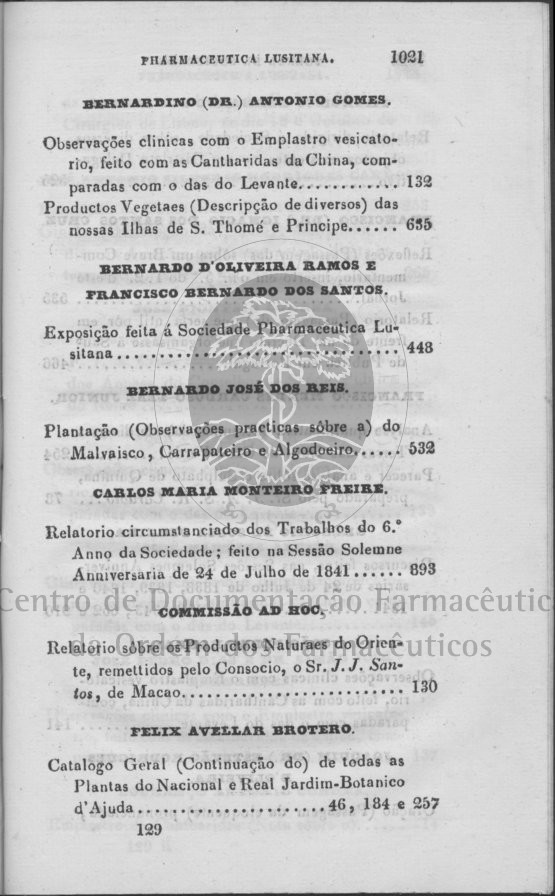 PHARMACEUTICA LUSITANA. 1021
BERNARDINO (DR.) ANTONIO GOMES.
Observações clinicas com o Emplastro vesicato-
rio, feito com as Cantharidas da China, com-
paradas com o das do Levante............ 132
Productos Vegetaes (Descripção de diversos) das
nossas Ilhas de S. Thomé e Principe...... 635
BERNARDO D'OLIVEIRA RAMOS E
FRANCISCO BERNARDO DOS SANTOS.
Exposição feita á Sociedade Pharmaceutica Lu-
sitana.................................. 448
BERNARDO JOSÉ DOS REIS.
Plantação (Observações practicas sôbre a) do
Malvaisco, Carrapateiro e Algodoeiro...... 532
CARLOS MARIA MONTEIRO FREIRE.
Relatorio circumstanciado dos Trabalhos do 6.º
Anno da Sociedade; feito na Sessão Solemne
Anniversaria de 24 de Julho de 1841...... 893
Centro de Documentação Farmacêutica
COMMISSÃO AD HOC.
da Ordem dos Farmacêuticos
Relatorio sôbre os Productos Naturaes do Orien-
te, remettidos pelo Consocio, o Sr. J. J. San-
tos, de Macao......................... 130
FELIX AVELLAR BROTERO.
Catalogo Geral (Continuação do) de todas as
Plantas do Nacional e Real Jardim-Botanico
d'Ajuda......................46, 184 e 257
129